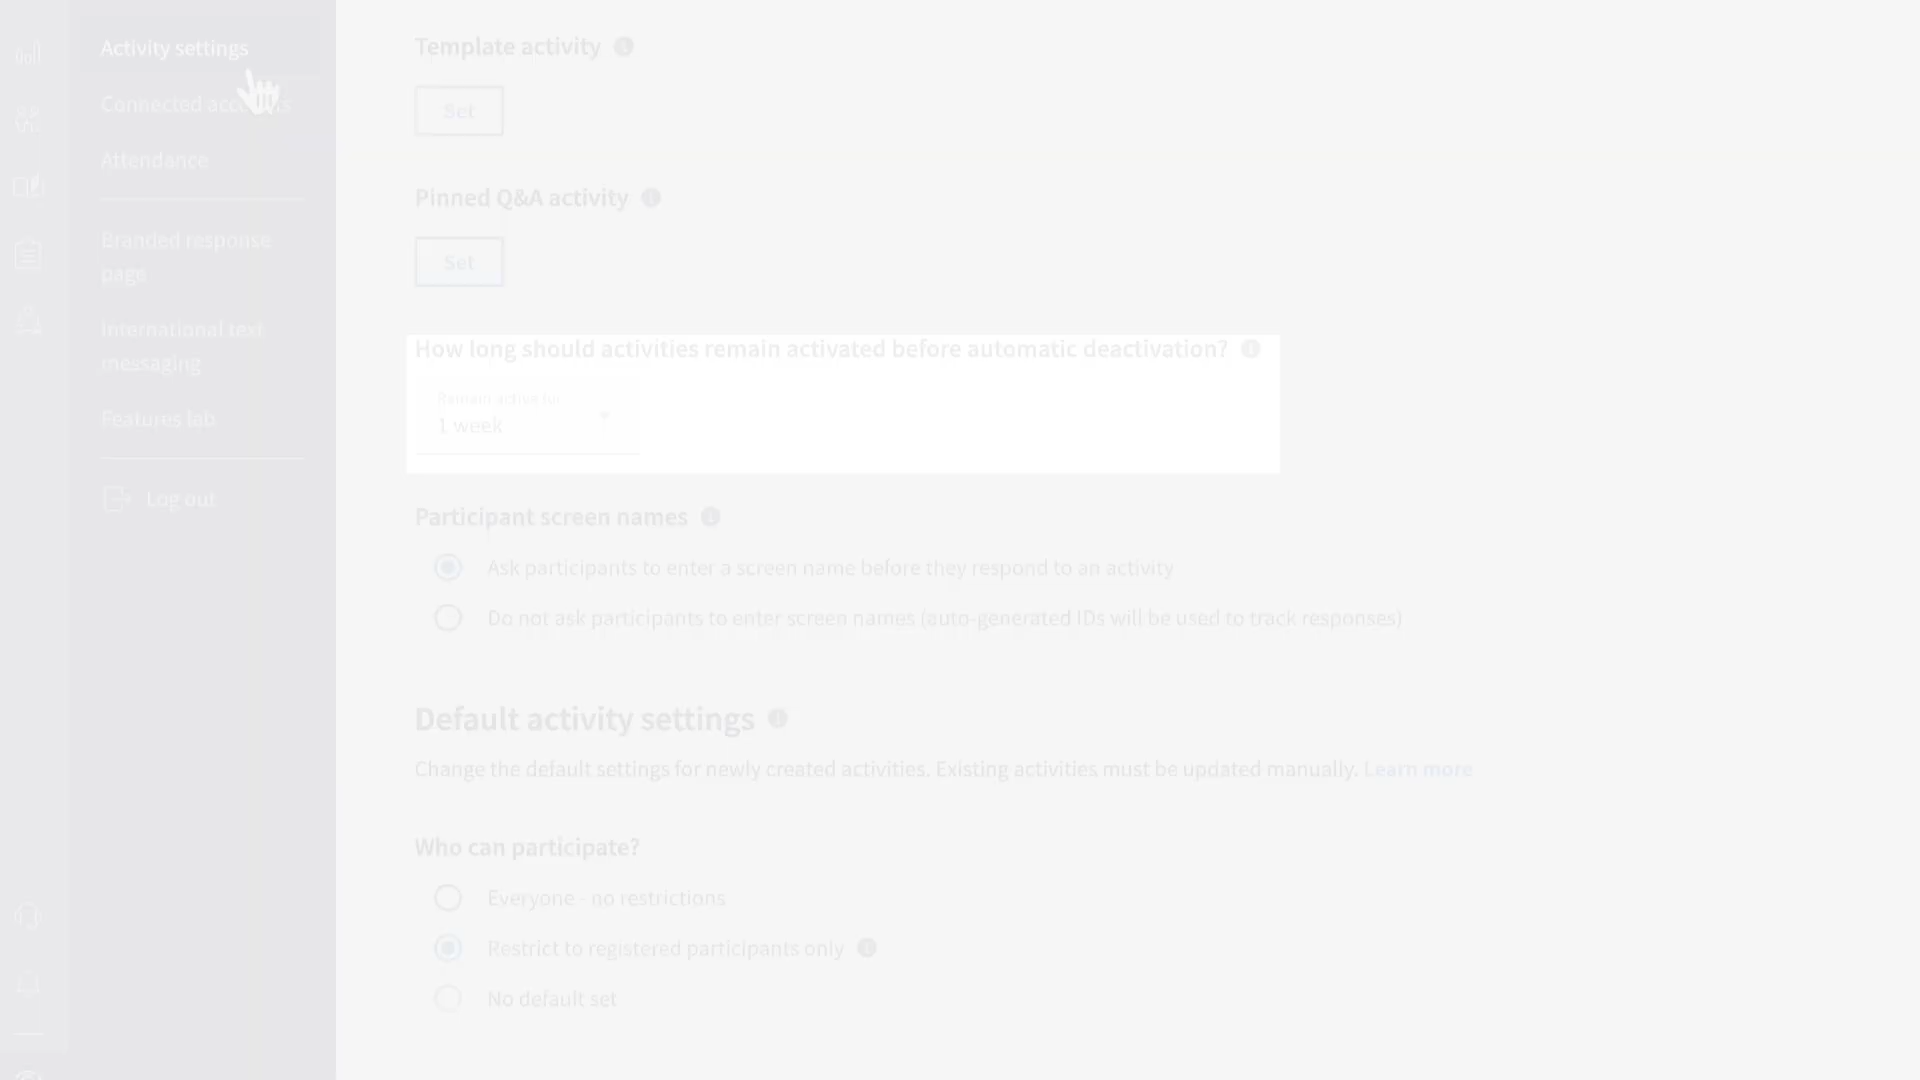 Activity settings
Connected accounts
Attendance
Branded response
page
International text
messaging
Features lab
Log out
Template activity
Set
Pinned Q&A activity
Set
How long should activities remain activated before automatic deactivation?
Remain active for
1 week
Participant screen names
Ask participants to enter a screen name before they respond to an activity
Do not ask participants to enter screen names (auto-generated IDs will be used to track responses)
Default activity settings
Change the default settings for newly created activities. Existing activities must be updated manually. Learn more
Who can participate?
Everyone - no restrictions
Restrict to registered participants only
No default set